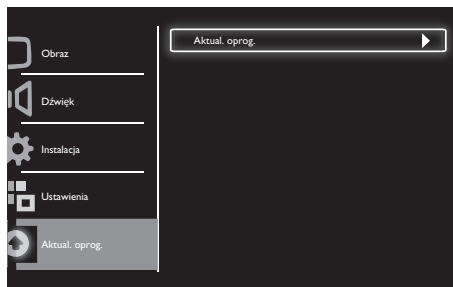 Obraz
Dźwięk
Instalacja
Ustawienia
Aktual. oprog.
Aktual. oprog.